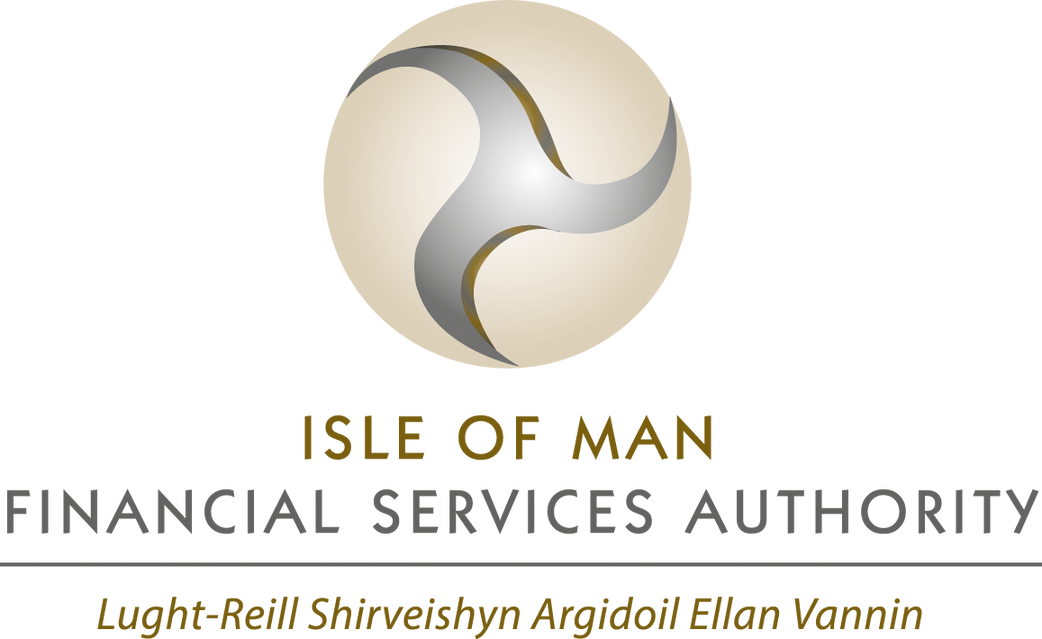 ISLE OF MAN
FINANCIAL SERVICES AUTHORITY
Lught-Reill Shirveishyn Argidoil Ellan Vannin